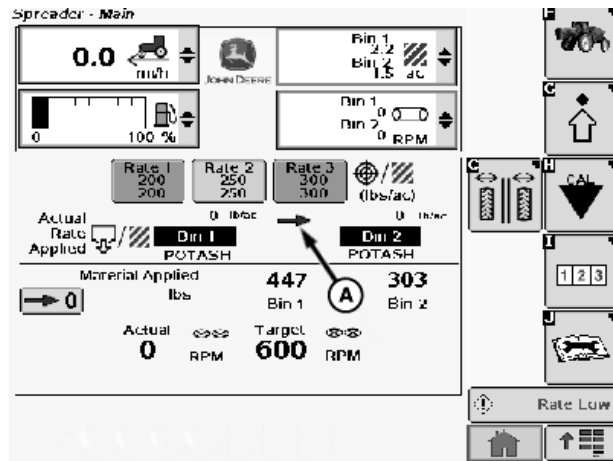 Spreader - Main
0.0
mi/h
JOHN DEERE
Bin 1
2.2
Bin 2
1.5 ac
0 100 %
Bin 1
0
Bin 2
0 RPM
Rate 1
200
200
Rate 2
250
250
Rate 3
300
300
(lbs/ac)
Actual
Rate
Applied
0 lb/ac
0 lb/ac
Bin 1
Bin 2
POTASH
POTASH
A
Material Applied
lbs
447
303
Bin 1
Bin 2
0
Actual
0 RPM
Target
600 RPM
F
G
G
H
CAL
I
1 2 3
J
Rate Low